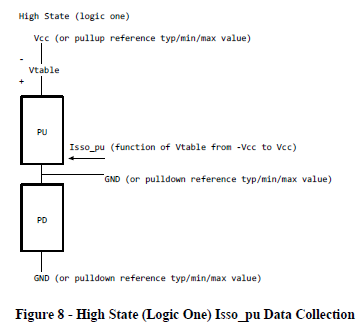 High State (logic one)
Vcc (or pullup reference typ/min/max value)
-
Vtable
+
PU
Isso_pu (function of Vtable from -Vcc to Vcc)
GND (or pulldown reference typ/min/max value)
PD
GND (or pulldown reference typ/min/max value)
Figure 8 - High State (Logic One) Isso_pu Data Collection